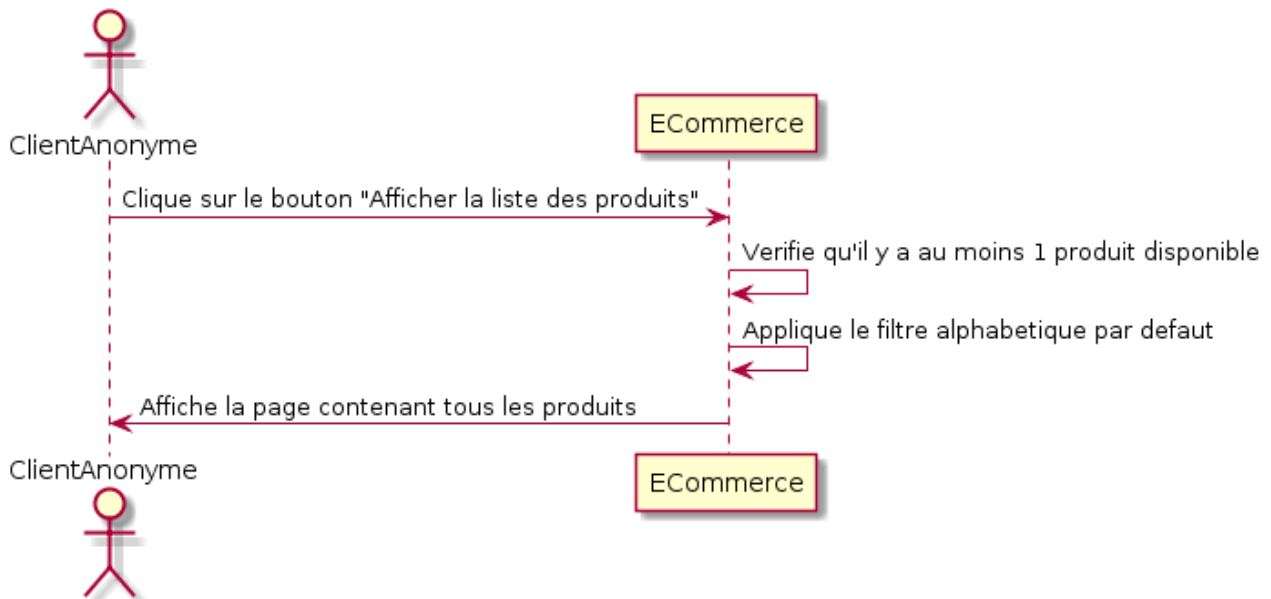 ClientAnonyme
ECommerce
Clique sur le bouton "Afficher la liste des produits"
Verifie qu'il y a au moins 1 produit disponible
Applique le filtre alphabetique par defaut
Affiche la page contenant tous les produits
ClientAnonyme
ECommerce